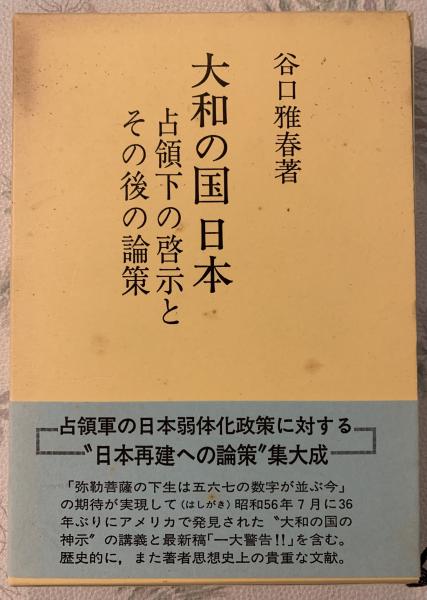 谷口雅春著
大和の国 日本
占領下の啓示と
その後の論策
占領軍の日本弱体化政策に対する
〝日本再建への論策〟集大成
「弥勒菩薩の下生は五六七の数字が並ぶ今」
の期待が実現して(はしがき)昭和56年7月に36
年ぶりにアメリカで発見された〝大和の国の
神示〟の講義と最新稿「一大警告!!」を含む。
歴史的に,また著者思想史上の貴重な文献。